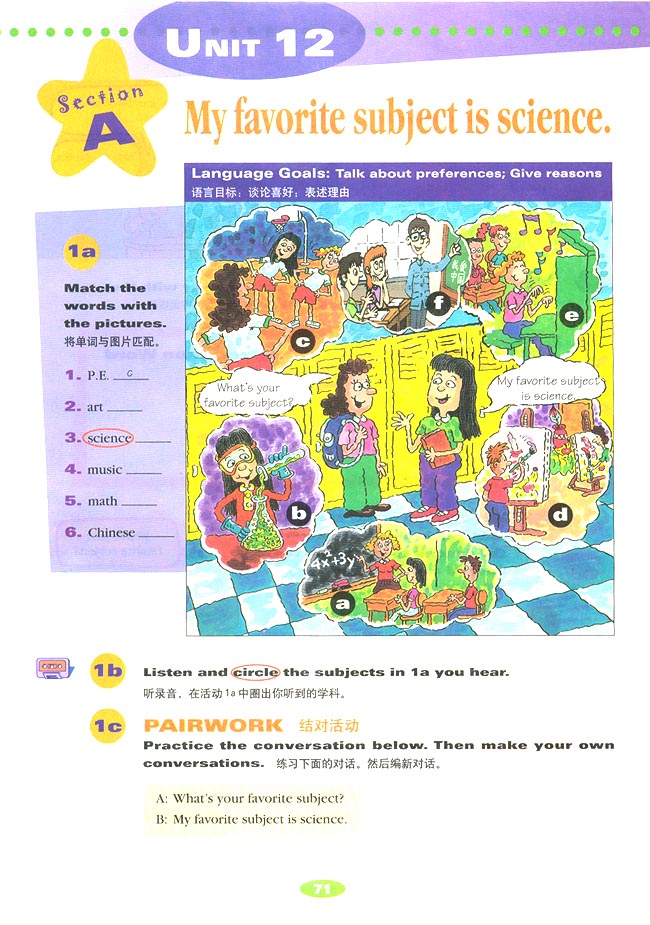 UNIT 12
Section
A
My favorite subject is science.
Language Goals: Talk about preferences; Give reasons
语言目标：谈论喜好；表述理由
1a
Match the
words with
the pictures.
将单词与图片匹配。
1. P.E. c
2. art
3. science
4. music
5. math
6. Chinese
c
f
e
What's your
favorite subject?
My favorite subject
is science.
b
d
4x²+3y
a
1b
Listen and circle the subjects in 1a you hear.
听录音，在活动1a中圈出你听到的学科。
1c
PAIRWORK 结对活动
Practice the conversation below. Then make your own
conversations. 练习下面的对话。然后编新对话。
A: What's your favorite subject?
B: My favorite subject is science.
71